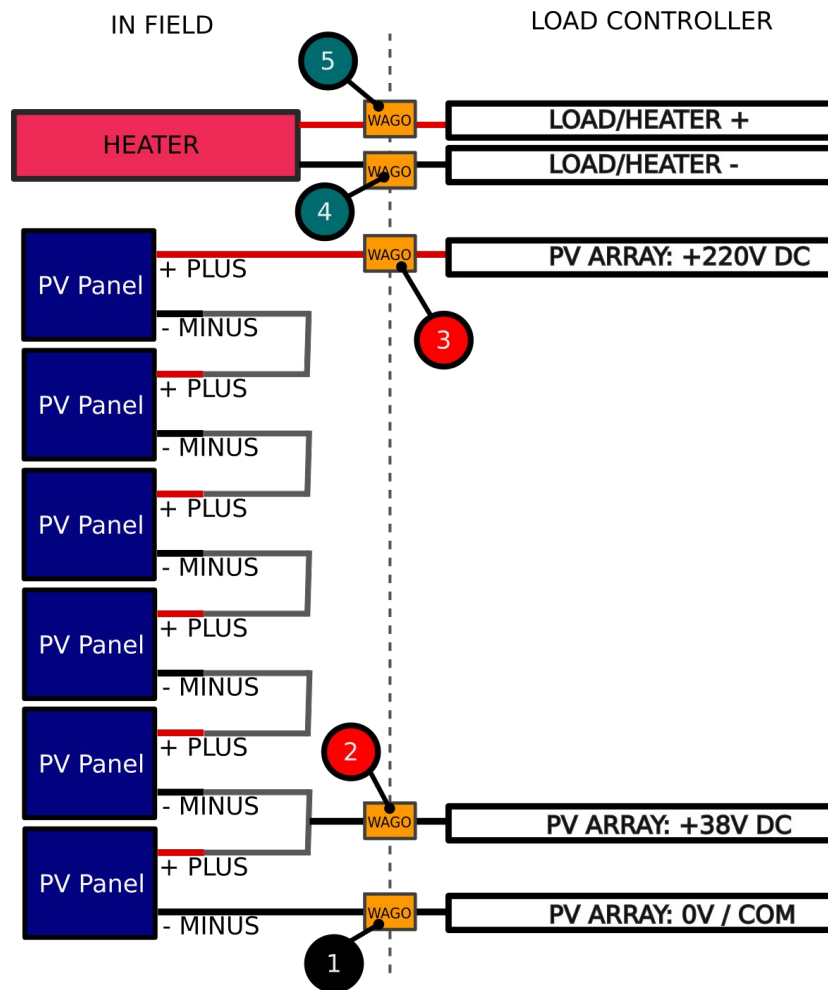 IN FIELD
LOAD CONTROLLER
5
WAGO
LOAD/HEATER +
HEATER
WAGO
LOAD/HEATER -
4
PV Panel
+ PLUS
WAGO
PV ARRAY: +220V DC
- MINUS
3
PV Panel
+ PLUS
- MINUS
PV Panel
+ PLUS
- MINUS
PV Panel
+ PLUS
- MINUS
PV Panel
+ PLUS
2
- MINUS
WAGO
PV ARRAY: +38V DC
PV Panel
+ PLUS
- MINUS
WAGO
PV ARRAY: 0V / COM
1